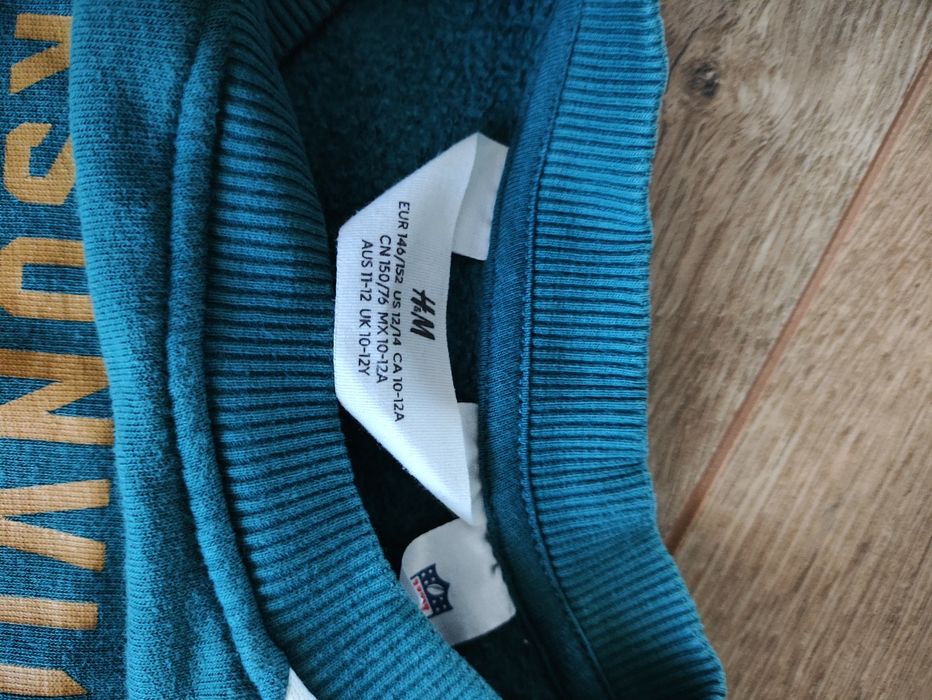 H&M
EUR 146/152 US 12/14 CA 10-12A
CN 150/76 MX 10-12A
AUS 11-12 UK 10-12Y